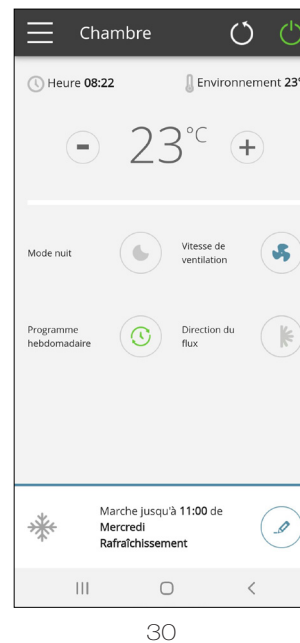 Chambre
Heure 08:22
Environnement 23°
23°C
Mode nuit
Vitesse de
ventilation
Programme
hebdomadaire
Direction du
flux
Marche jusqu'à 11:00 de
Mercredi
Rafraîchissement
30